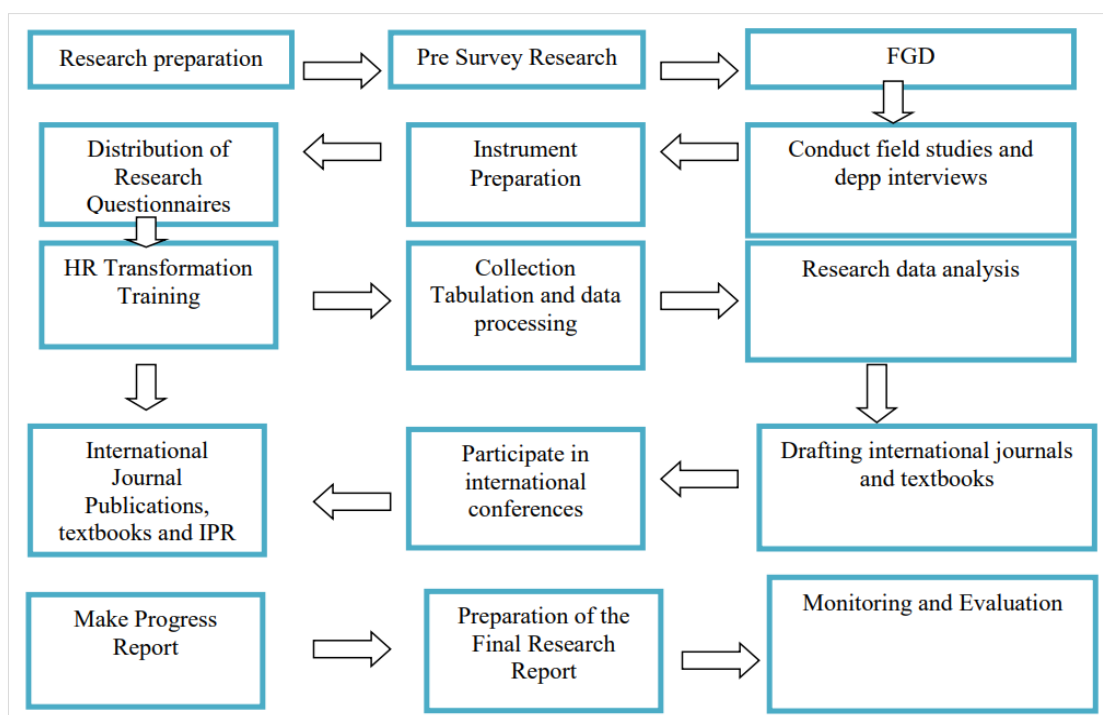 Research preparation
Pre Survey Research
FGD
Distribution of
Research
Questionnaires
Instrument
Preparation
Conduct field studies and
depp interviews
HR Transformation
Training
Collection
Tabulation and data
processing
Research data analysis
International
Journal
Publications,
textbooks and IPR
Participate in
international
conferences
Drafting international journals
and textbooks
Make Progress
Report
Preparation of the
Final Research
Report
Monitoring and Evaluation